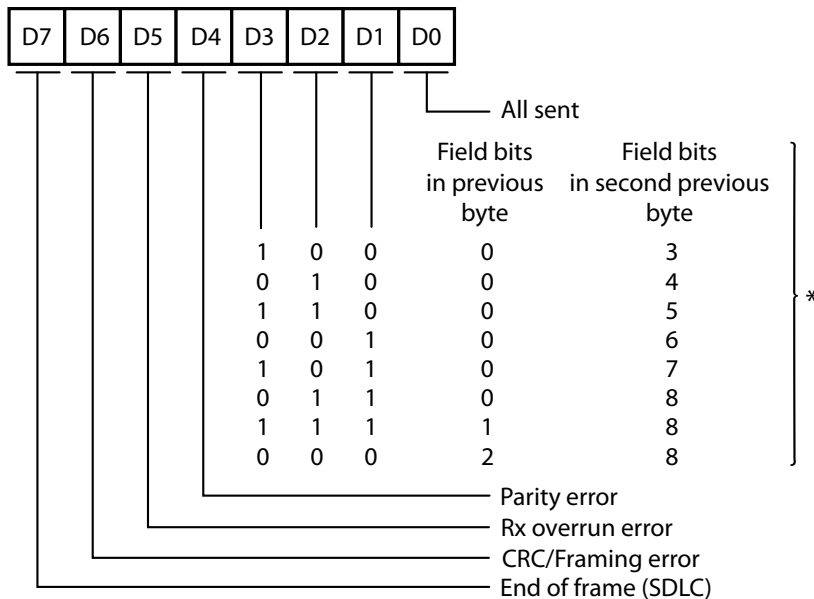 D7 D6 D5 D4 D3 D2 D1 D0
All sent
Field bits Field bits
in previous in second previous
byte byte
1 0 0 0 3
0 1 0 0 4
1 1 0 0 5
0 0 1 0 6
1 0 1 0 7
0 1 1 0 8
1 1 1 1 8
0 0 0 2 8
*
Parity error
Rx overrun error
CRC/Framing error
End of frame (SDLC)